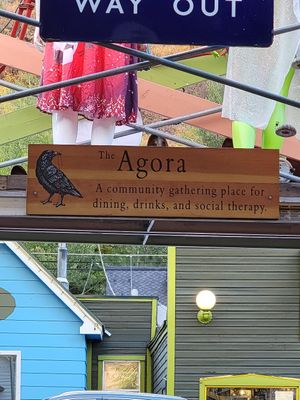 WAY OUT
The Agora
A community gathering place for
dining, drinks, and social therapy.